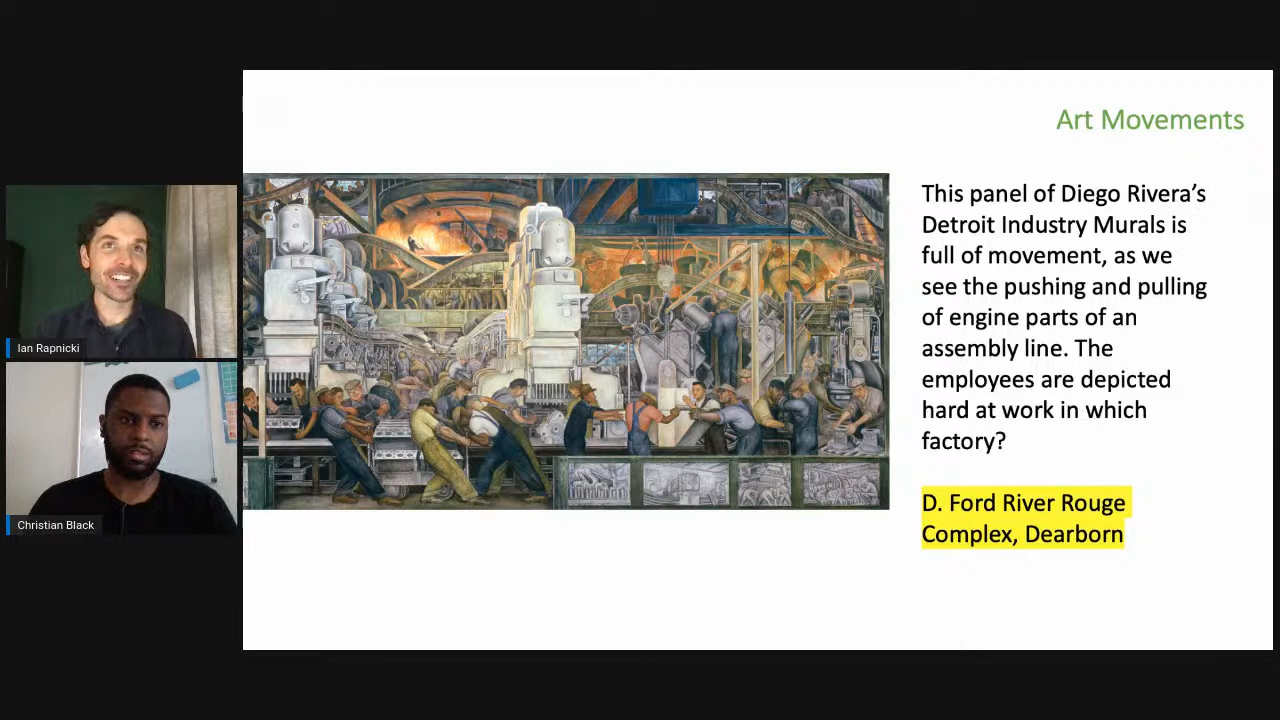 Art Movements
This panel of Diego Rivera’s
Detroit Industry Murals is
full of movement, as we
see the pushing and pulling
of engine parts of an
assembly line. The
employees are depicted
hard at work in which
factory?
D. Ford River Rouge
Complex, Dearborn
Ian Rapnicki
Christian Black